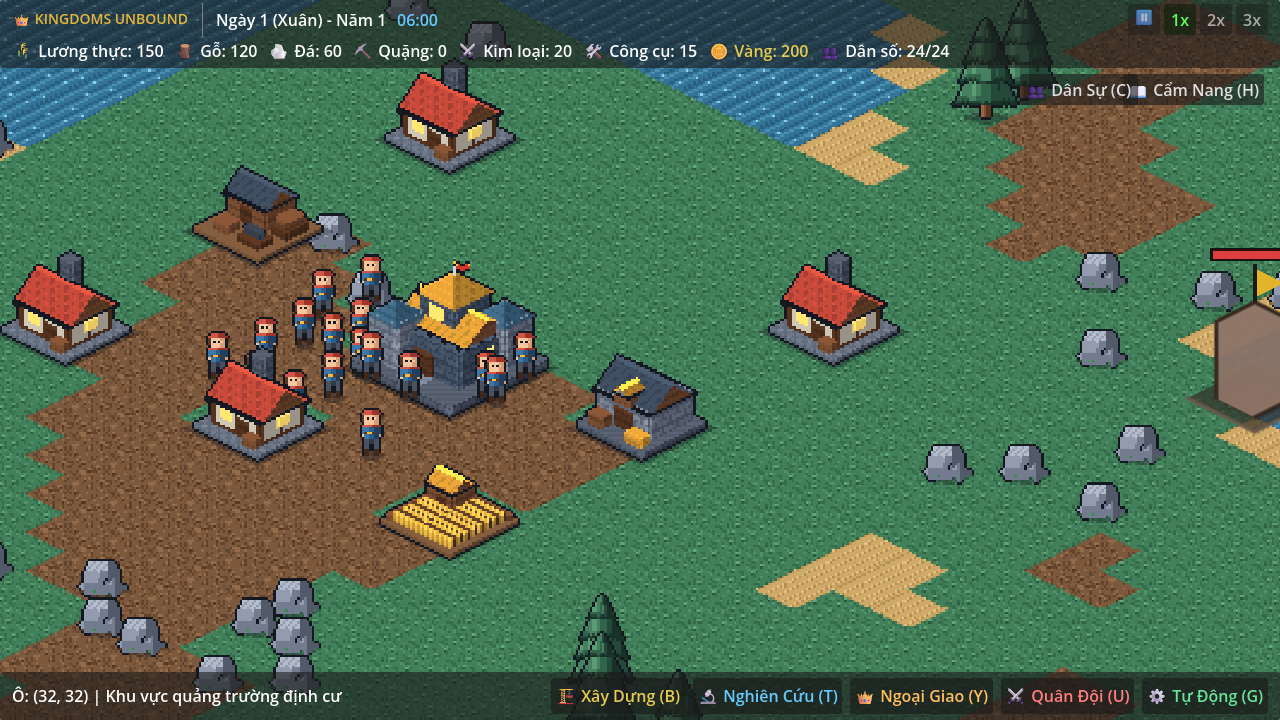 KINGDOMS UNBOUND Ngày 1 (Xuân) - Năm 1 06:00 1x 2x 3x
Lương thực: 150 Gỗ: 120 Đá: 60 Quặng: 0 Kim loại: 20 Công cụ: 15 Vàng: 200 Dân số: 24/24
Dân Sự (C) Cẩm Nang (H)
Ô: (32, 32) | Khu vực quảng trường định cư Xây Dựng (B) Nghiên Cứu (T) Ngoại Giao (Y) Quân Đội (U) Tự Động (G)